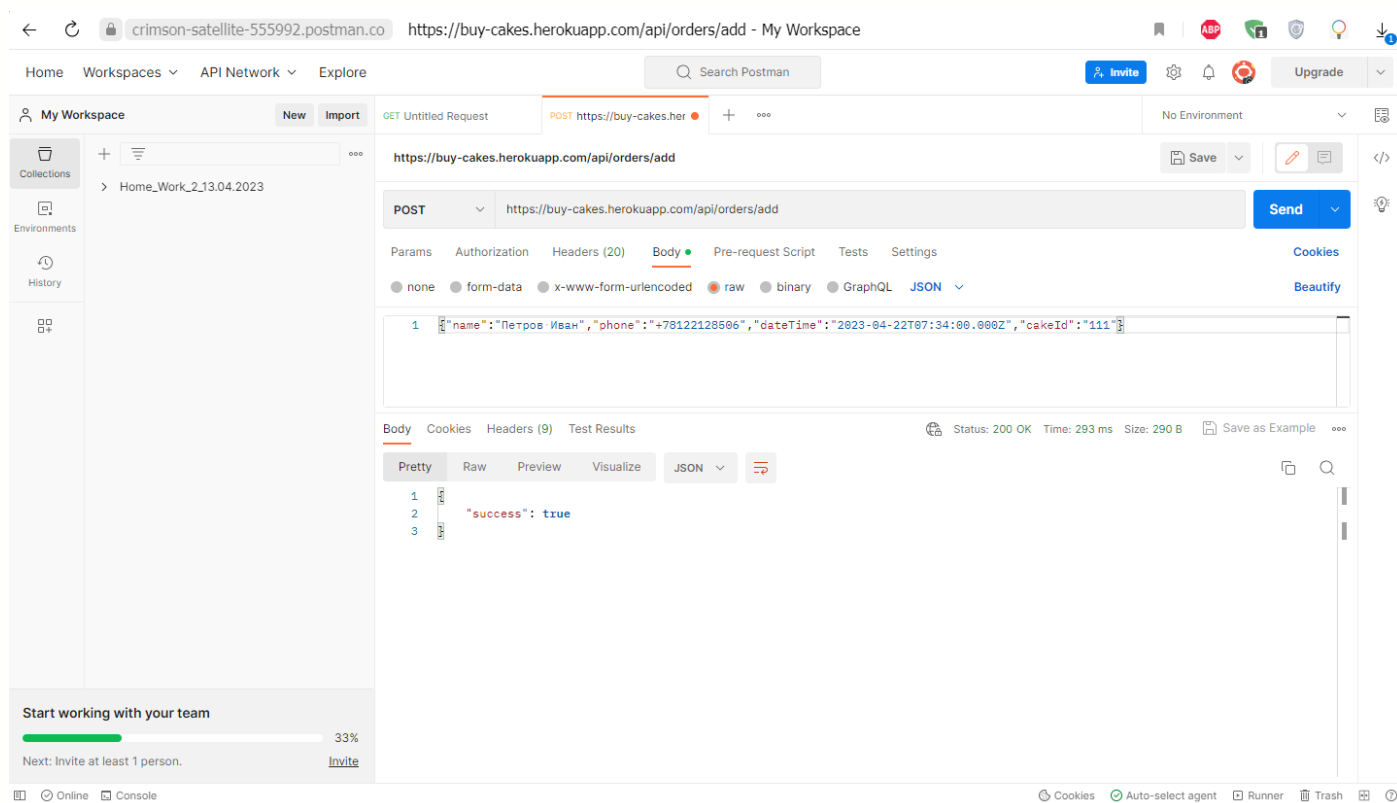 crimson-satellite-555992.postman.co https://buy-cakes.herokuapp.com/api/orders/add - My Workspace ABP 1 1
Home Workspaces API Network Explore Search Postman Invite Upgrade
My Workspace New Import GET Untitled Request POST https://buy-cakes.her No Environment
Collections https://buy-cakes.herokuapp.com/api/orders/add Save
Home_Work_2_13.04.2023
Environments POST https://buy-cakes.herokuapp.com/api/orders/add Send
Params Authorization Headers (20) Body Pre-request Script Tests Settings Cookies
History none form-data x-www-form-urlencoded raw binary GraphQL JSON Beautify
1 {"name":"Петров Иван","phone":"+78122128506","dateTime":"2023-04-22T07:34:00.000Z","cakeId":"111"}
Body Cookies Headers (9) Test Results Status: 200 OK Time: 293 ms Size: 290 B Save as Example
Pretty Raw Preview Visualize JSON
1 {
2 "success": true
3 }
Start working with your team
33%
Next: Invite at least 1 person. Invite
Online Console Cookies Auto-select agent Runner Trash